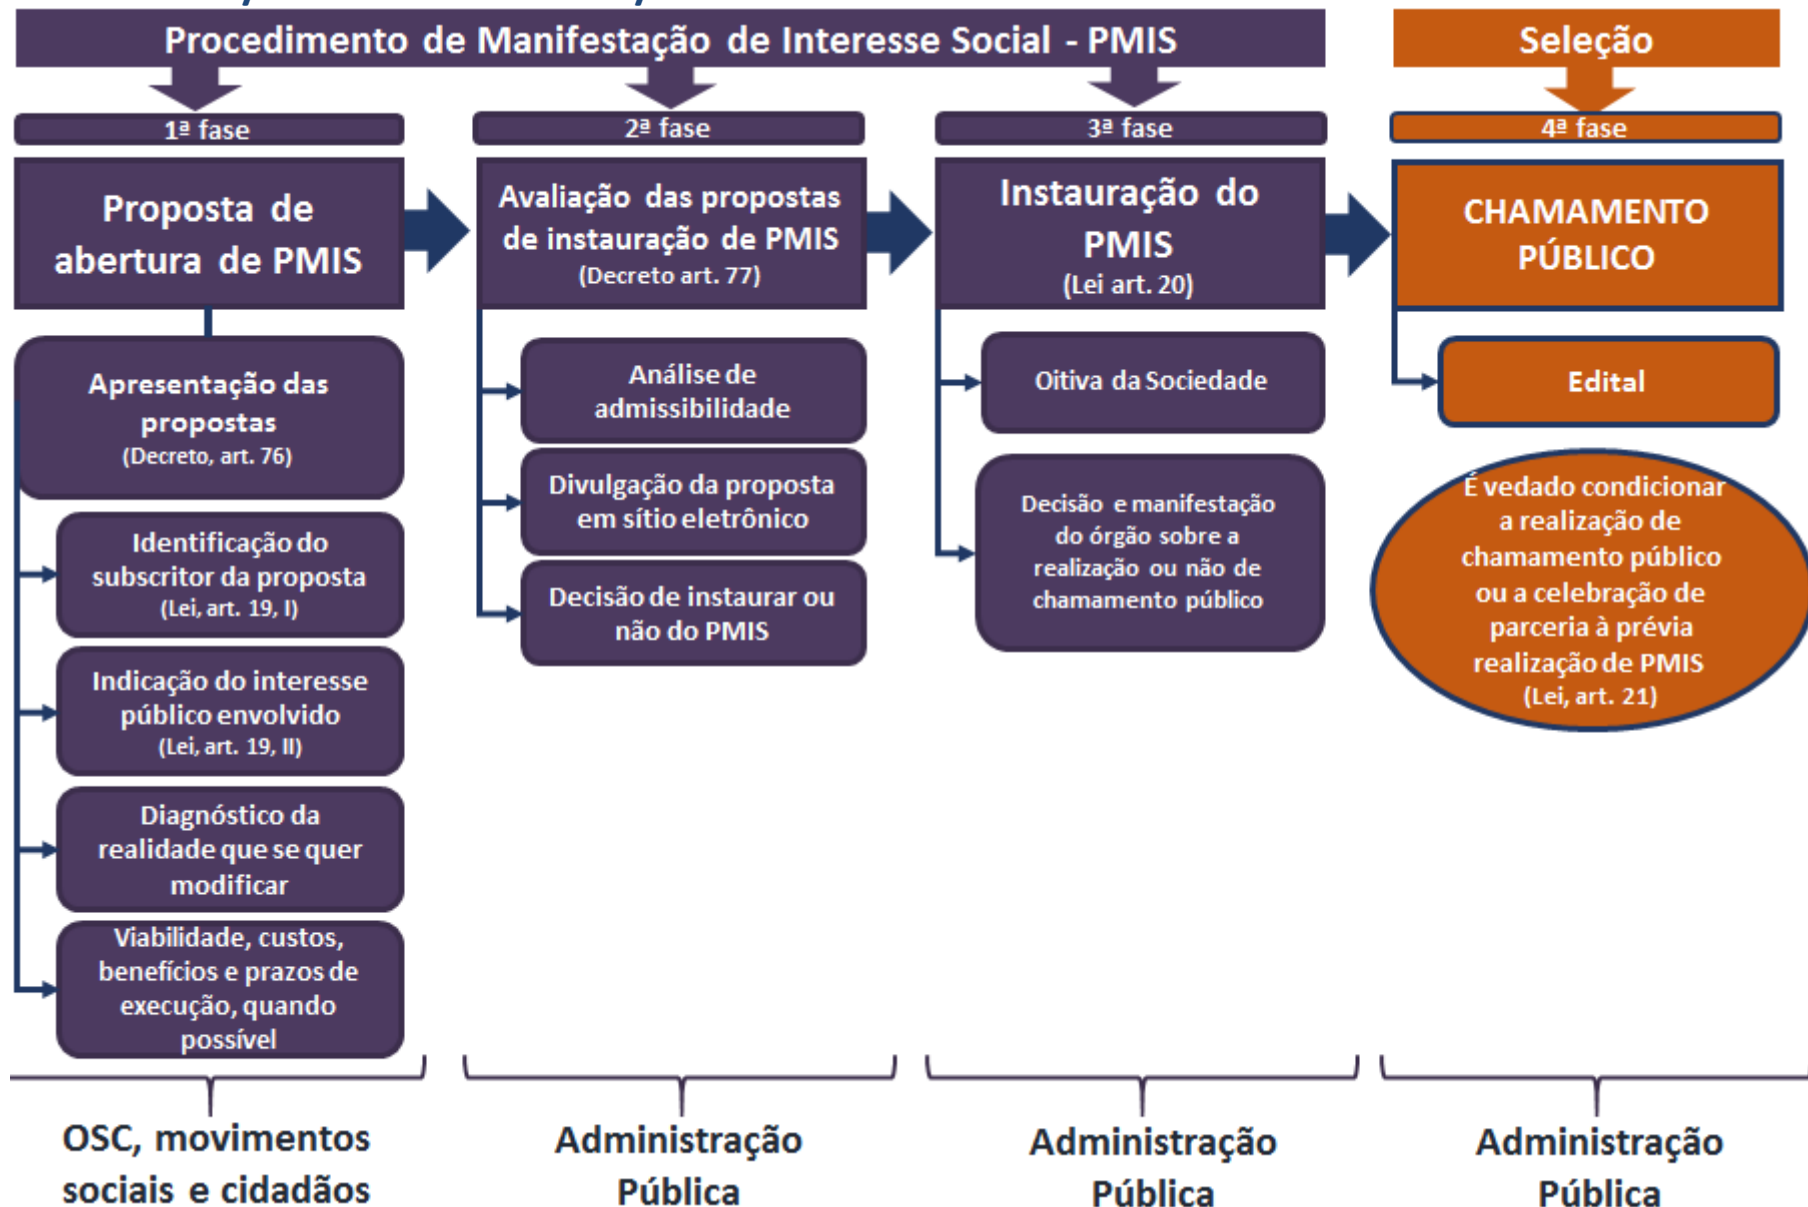 Procedimento de Manifestação de Interesse Social - PMIS
Seleção
1ª fase
2ª fase
3ª fase
4ª fase
Proposta de
abertura de PMIS
Avaliação das propostas
de instauração de PMIS
(Decreto art. 77)
Instauração do
PMIS
(Lei art. 20)
CHAMAMENTO
PÚBLICO
Apresentação das
propostas
(Decreto, art. 76)
Identificação do
subscritor da proposta
(Lei, art. 19, I)
Indicação do interesse
público envolvido
(Lei, art. 19, II)
Diagnóstico da
realidade que se quer
modificar
Viabilidade, custos,
benefícios e prazos de
execução, quando
possível
Análise de
admissibilidade
Divulgação da proposta
em sítio eletrônico
Decisão de instaurar ou
não do PMIS
Oitiva da Sociedade
Decisão e manifestação
do órgão sobre a
realização ou não de
chamamento público
Edital
É vedado condicionar
a realização de
chamamento público
ou a celebração de
parceria à prévia
realização de PMIS
(Lei, art. 21)
OSC, movimentos
sociais e cidadãos
Administração
Pública
Administração
Pública
Administração
Pública